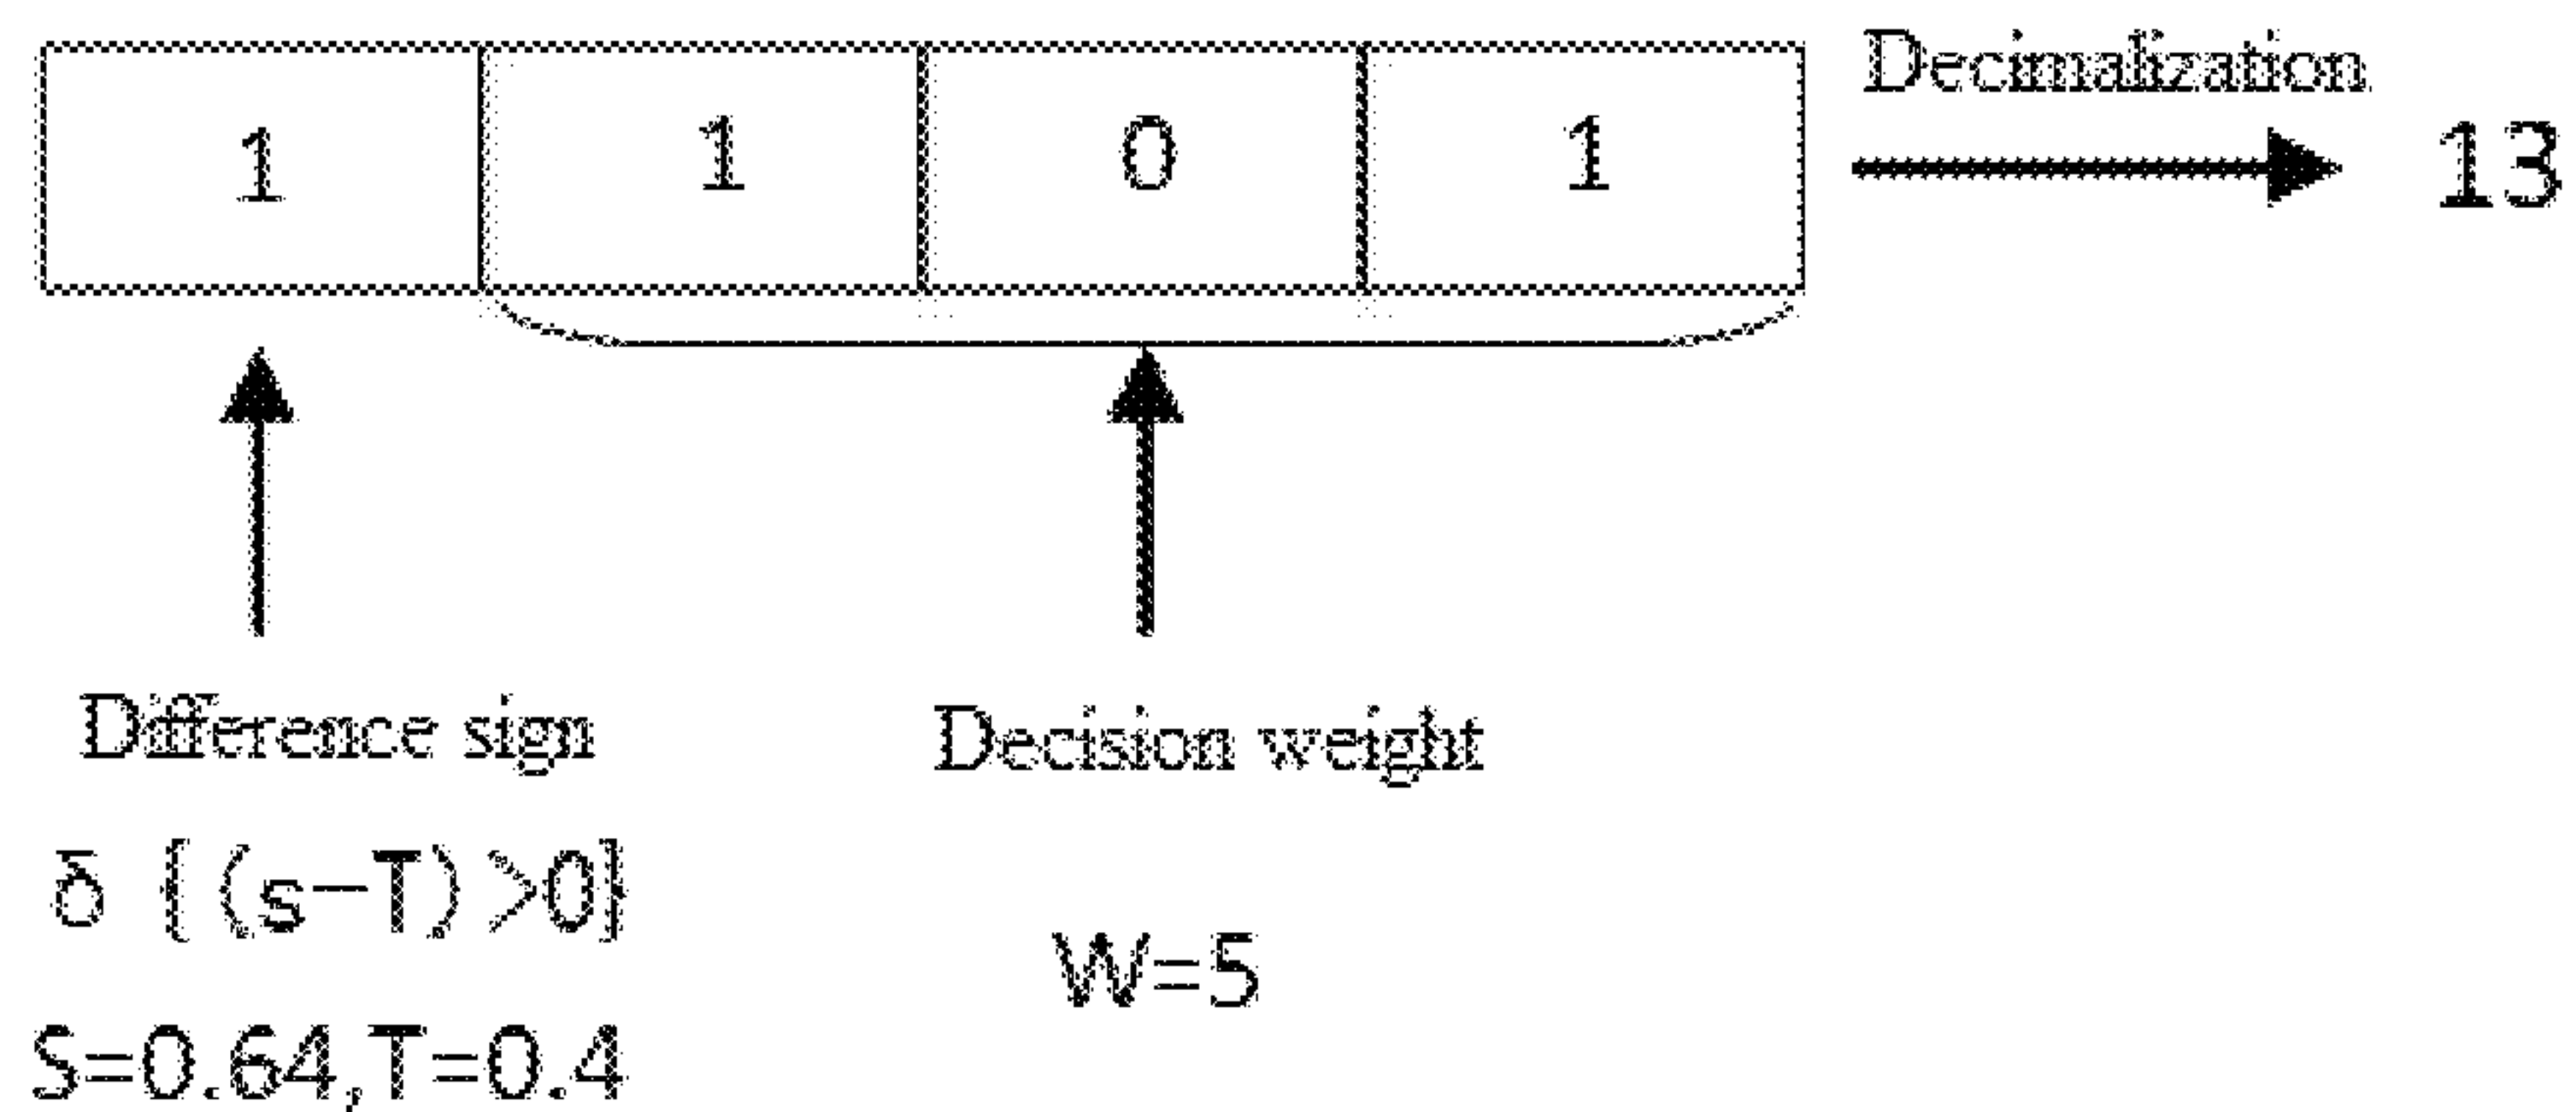 Decimalization
1 1 0 1 13
Difference sign
Decision weight
δ {(s-T)>0}
W=5
S=0.64,T=0.4